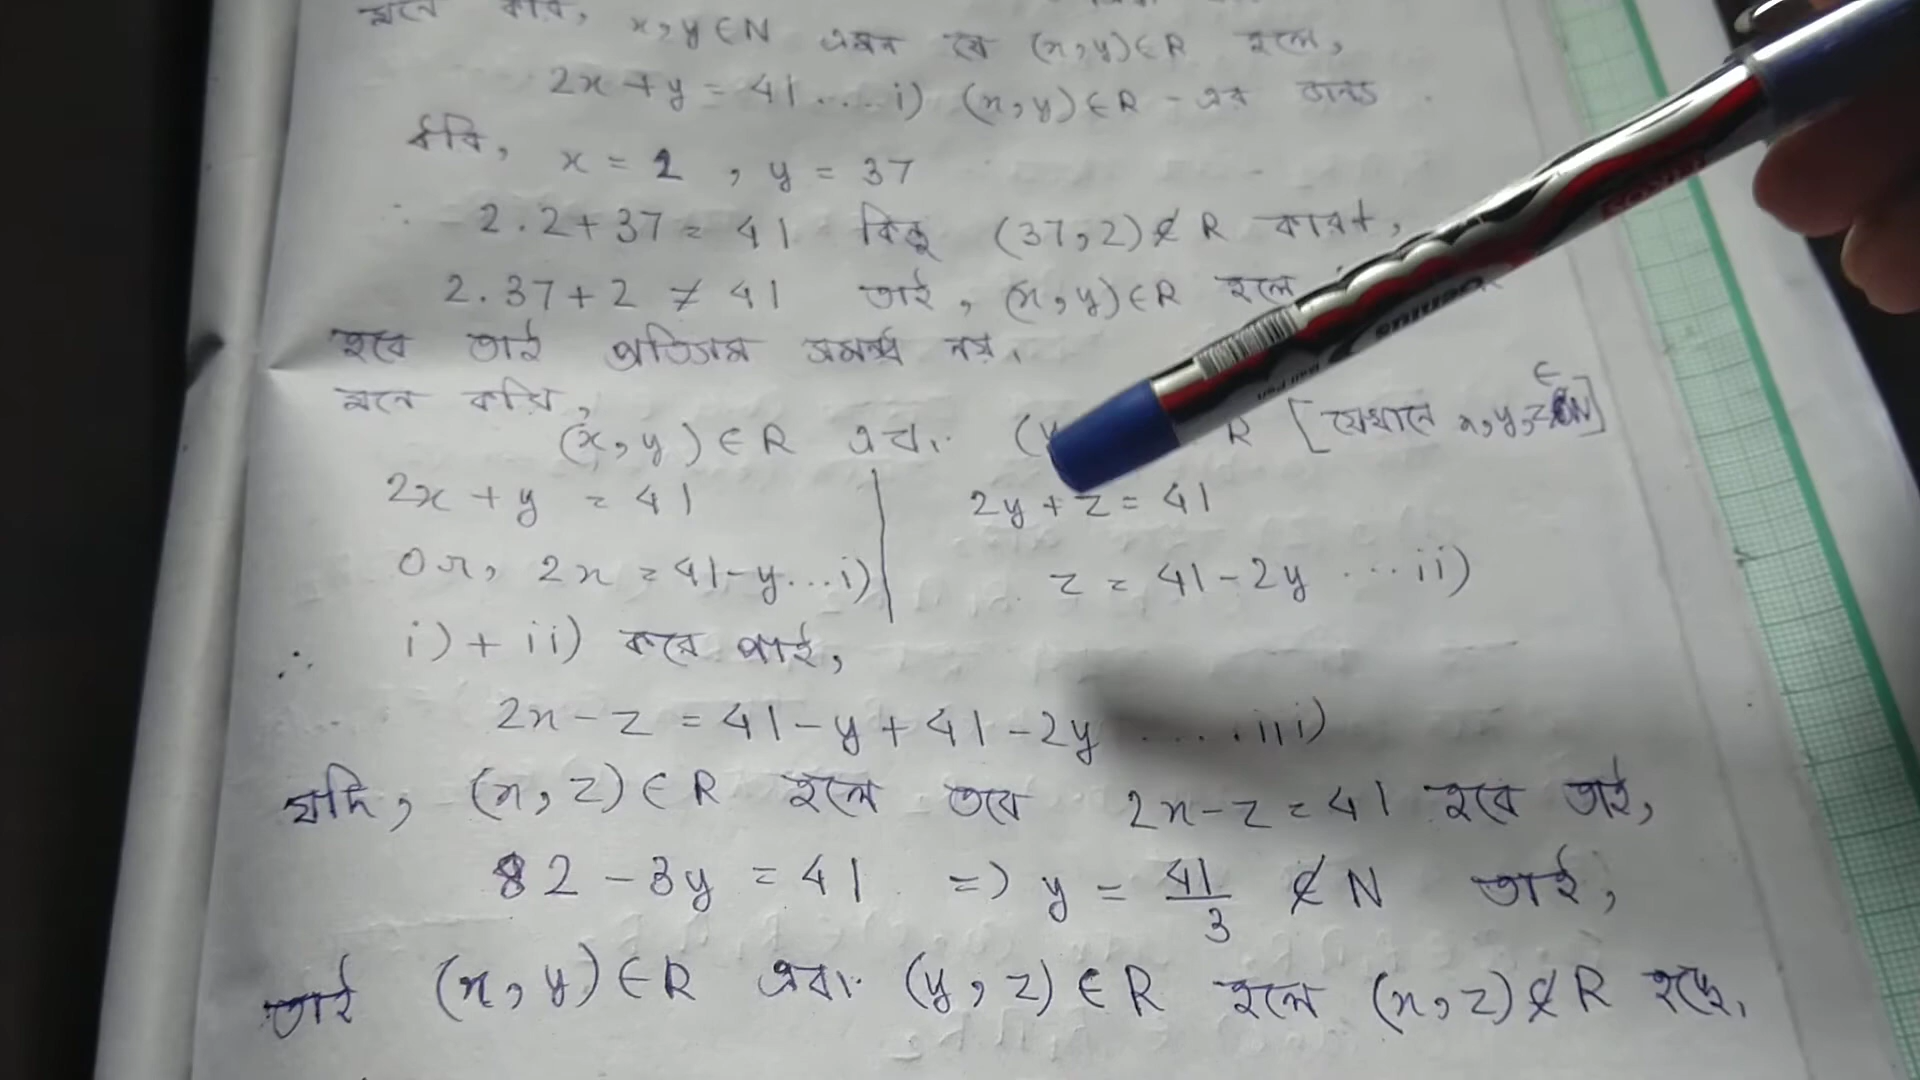 মনে করি, x,y∈N এমন যে (x,y)∈R হলে,
2x+y = 41 .... i) (x,y)∈R -এর জন্য
ধরি, x = 2 , y = 37
∴ 2.2+37 = 41 কিন্তু (37,2)∉R কারণ,
2.37+2 ≠ 41 তাই, (x,y)∈R হলে
হবে তাই প্রতিসম সমন্ধ নয়।
মনে করি,
(x,y)∈R এবং (y R [যেখানে x,y,z∈N]
2x + y = 41 2y + z = 41
Or, 2x = 41-y...i) z = 41-2y ...ii)
∴ i)+ii) করে পাই,
2x - z = 41-y+41-2y .....iii)
যদি, (x,z)∈R হলে তবে 2x-z=41 হবে তাই,
82-3y = 41 => y = 41/3 ∉N তাই,
তাই (x,y)∈R এবং (y,z)∈R হলে (x,z)∉R হচ্ছে,